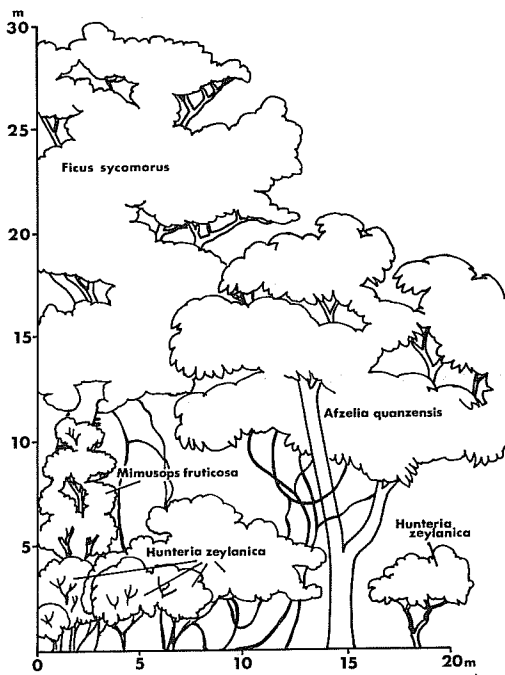 m
30
25
Ficus sycomorus
20
15
Afzelia quanzensis
10
Mimusops fruticosa
Hunteria
zeylanica
5
Hunteria zeylanica
0
5
10
15
20 m